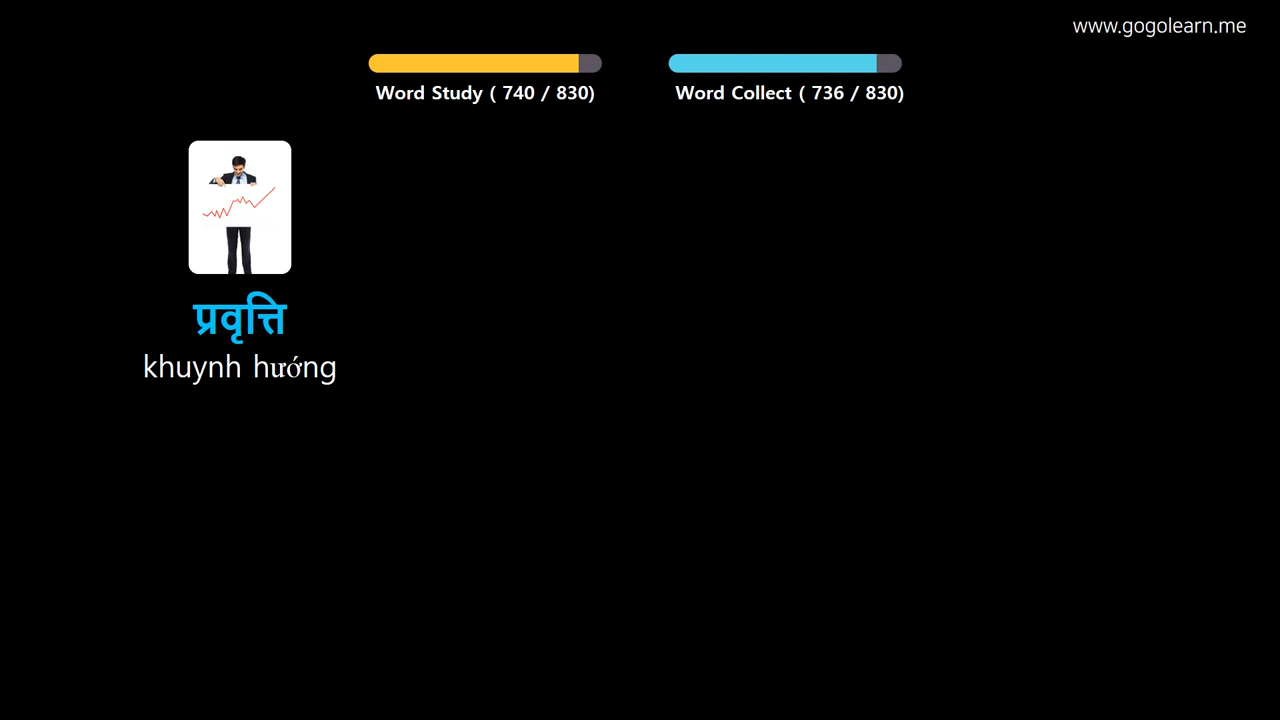 www.gogolearn.me
Word Study ( 740 / 830)
Word Collect ( 736 / 830)
प्रवृत्ति
khuynh hướng